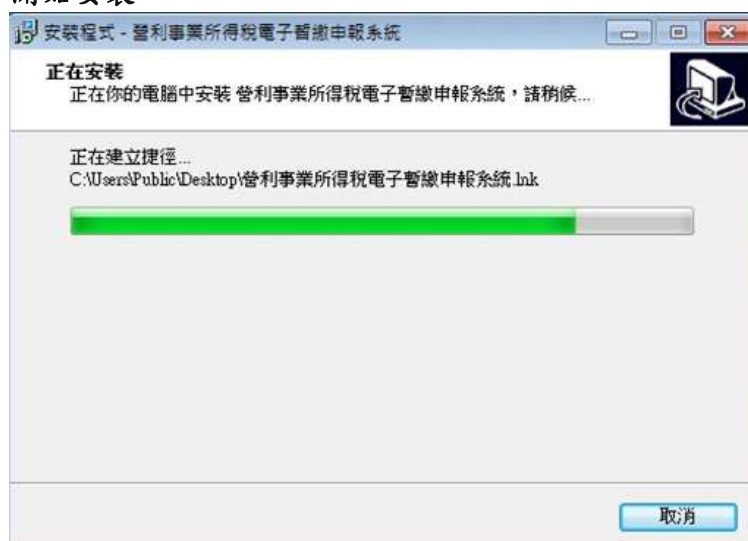 開始安裝
安裝程式 - 營利事業所得稅電子暫繳申報系統
正在安裝
正在你的電腦中安裝 營利事業所得稅電子暫繳申報系統，請稍候...
正在建立捷徑...
C:\Users\Public\Desktop\營利事業所得稅電子暫繳申報系統.lnk
取消